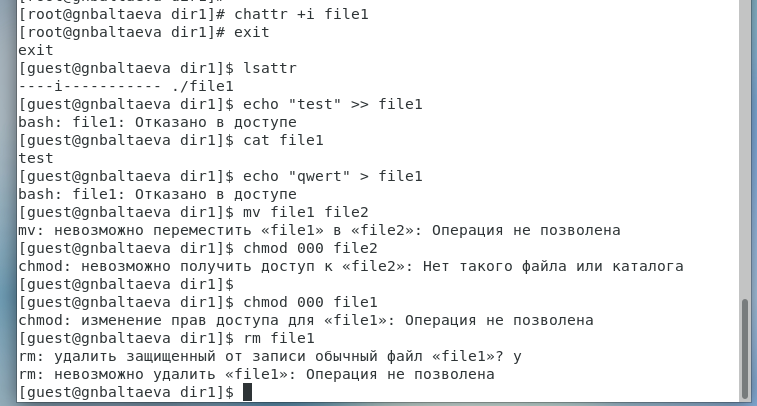 [root@gnbaltaeva dir1]# chattr +i file1
[root@gnbaltaeva dir1]# exit
exit
[guest@gnbaltaeva dir1]$ lsattr
----i----------- ./file1
[guest@gnbaltaeva dir1]$ echo "test" >> file1
bash: file1: Отказано в доступе
[guest@gnbaltaeva dir1]$ cat file1
test
[guest@gnbaltaeva dir1]$ echo "qwert" > file1
bash: file1: Отказано в доступе
[guest@gnbaltaeva dir1]$ mv file1 file2
mv: невозможно переместить «file1» в «file2»: Операция не позволена
[guest@gnbaltaeva dir1]$ chmod 000 file2
chmod: невозможно получить доступ к «file2»: Нет такого файла или каталога
[guest@gnbaltaeva dir1]$
[guest@gnbaltaeva dir1]$ chmod 000 file1
chmod: изменение прав доступа для «file1»: Операция не позволена
[guest@gnbaltaeva dir1]$ rm file1
rm: удалить защищенный от записи обычный файл «file1»? y
rm: невозможно удалить «file1»: Операция не позволена
[guest@gnbaltaeva dir1]$